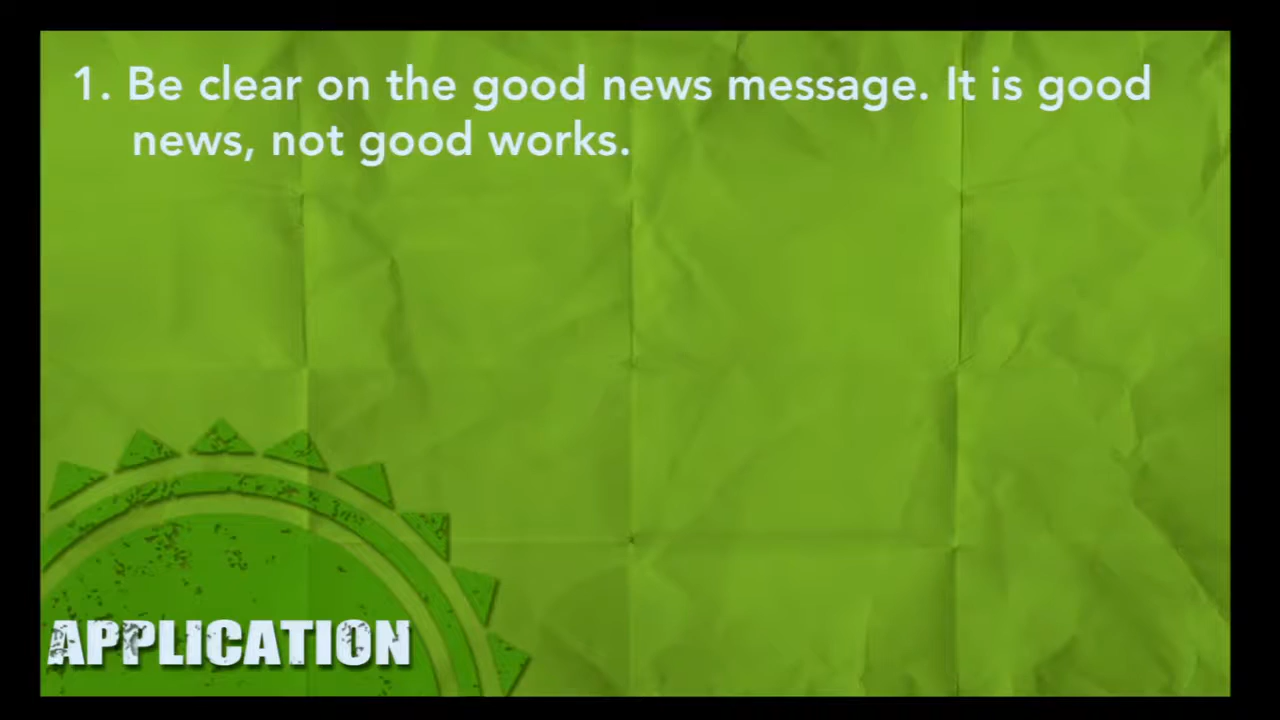 1. Be clear on the good news message. It is good
news, not good works.
APPLICATION